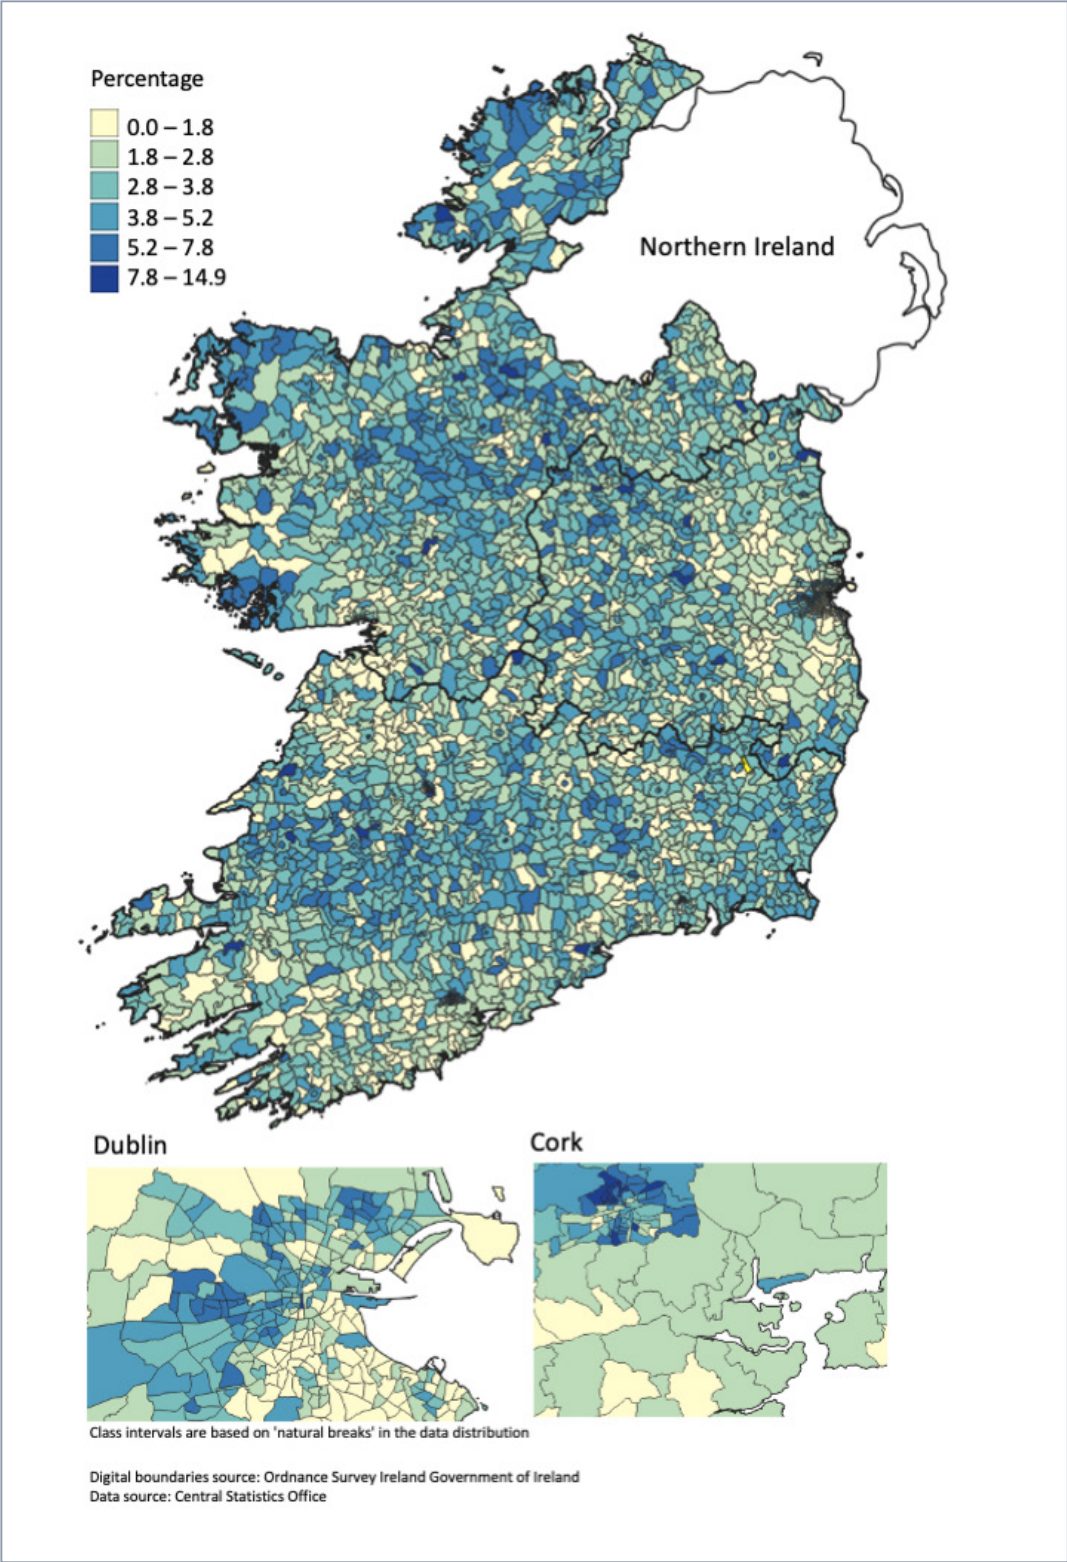 Percentage
0.0 – 1.8
1.8 – 2.8
2.8 – 3.8
3.8 – 5.2
5.2 – 7.8
7.8 – 14.9
Northern Ireland
Dublin
Cork
Class intervals are based on 'natural breaks' in the data distribution
Digital boundaries source: Ordnance Survey Ireland Government of Ireland
Data source: Central Statistics Office